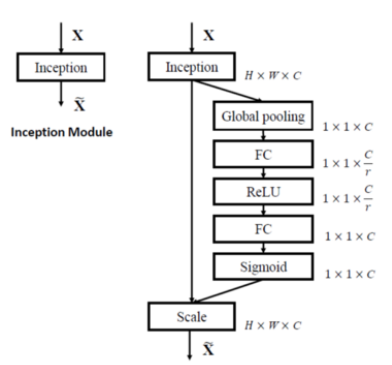 X
Inception
X̃
Inception Module
X
Inception
H × W × C
Global pooling
1 × 1 × C
FC
1 × 1 × C/r
ReLU
1 × 1 × C/r
FC
1 × 1 × C
Sigmoid
1 × 1 × C
Scale
H × W × C
X̃